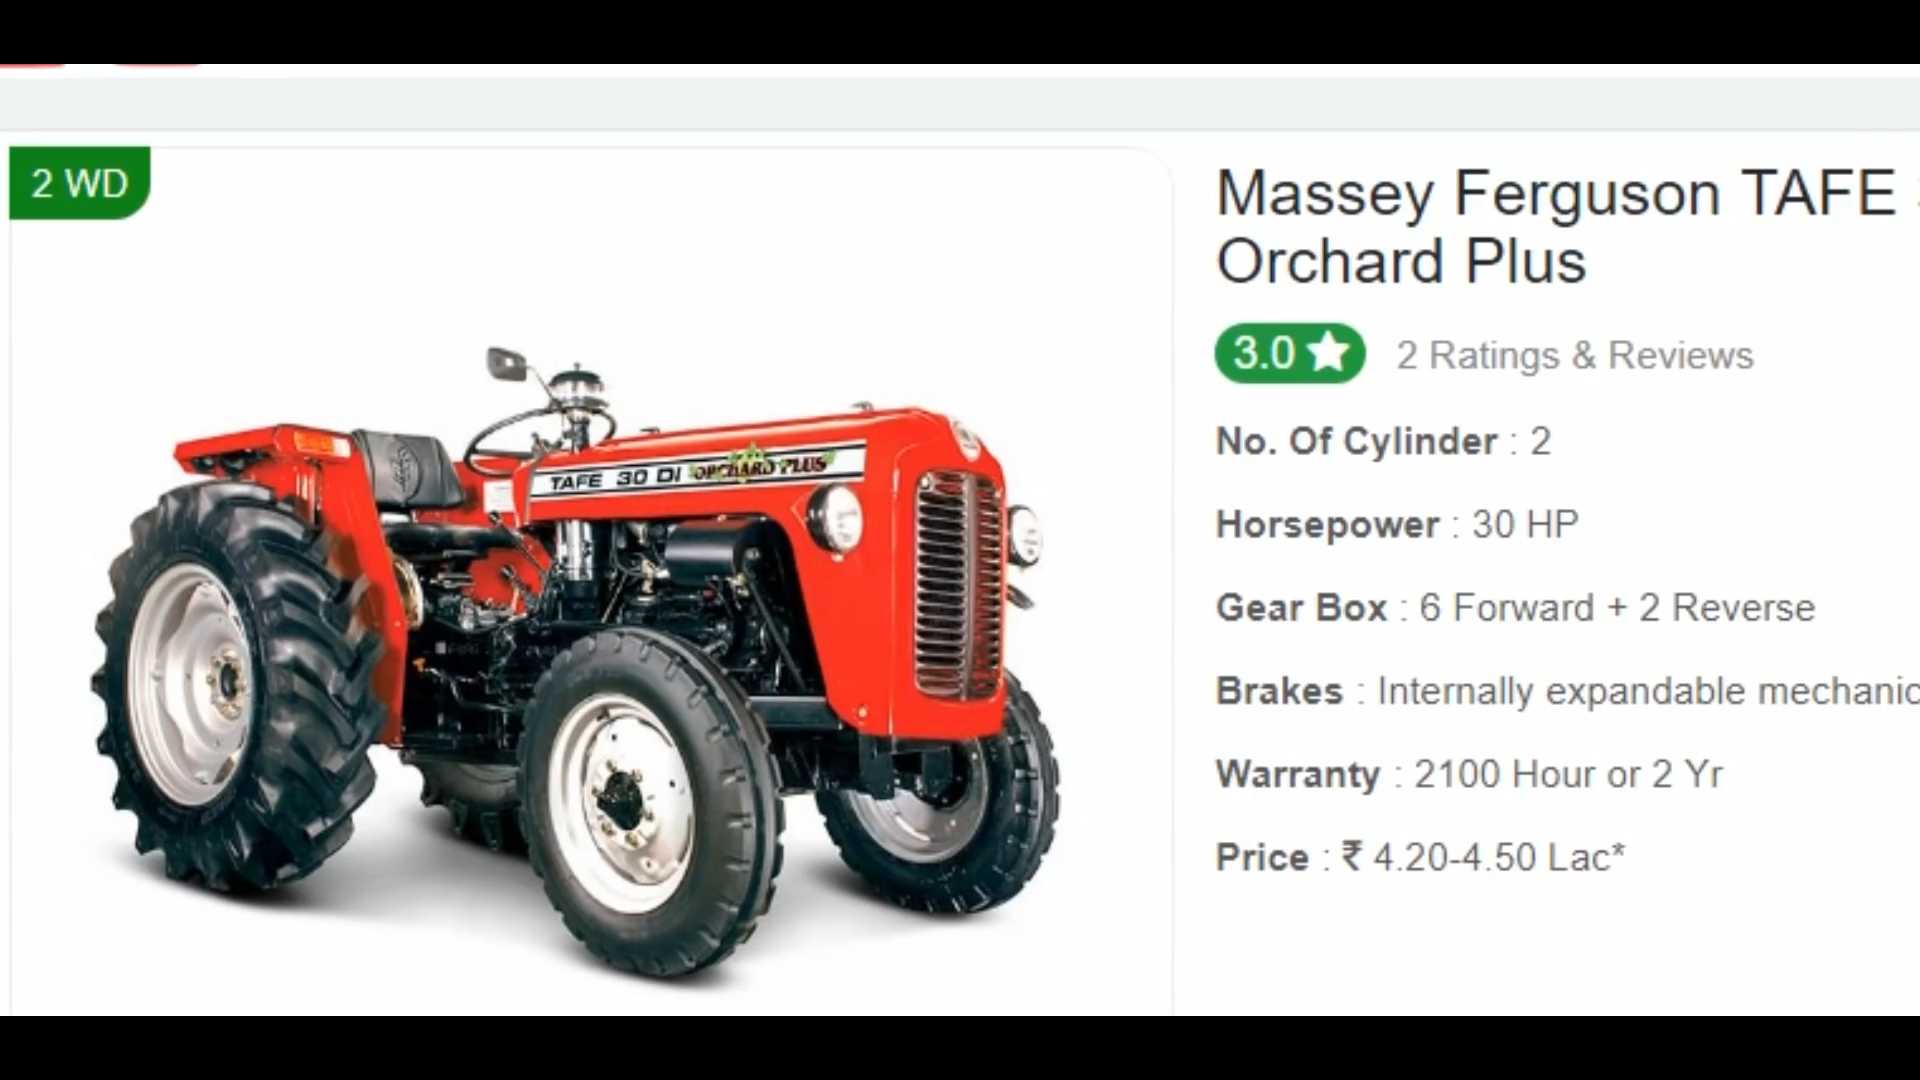 2 WD
Massey Ferguson TAFE
Orchard Plus
3.0 2 Ratings & Reviews
No. Of Cylinder : 2
Horsepower : 30 HP
Gear Box : 6 Forward + 2 Reverse
Brakes : Internally expandable mechanic
Warranty : 2100 Hour or 2 Yr
Price : ₹ 4.20-4.50 Lac*
TAFE 30 DI ORCHARD PLUS